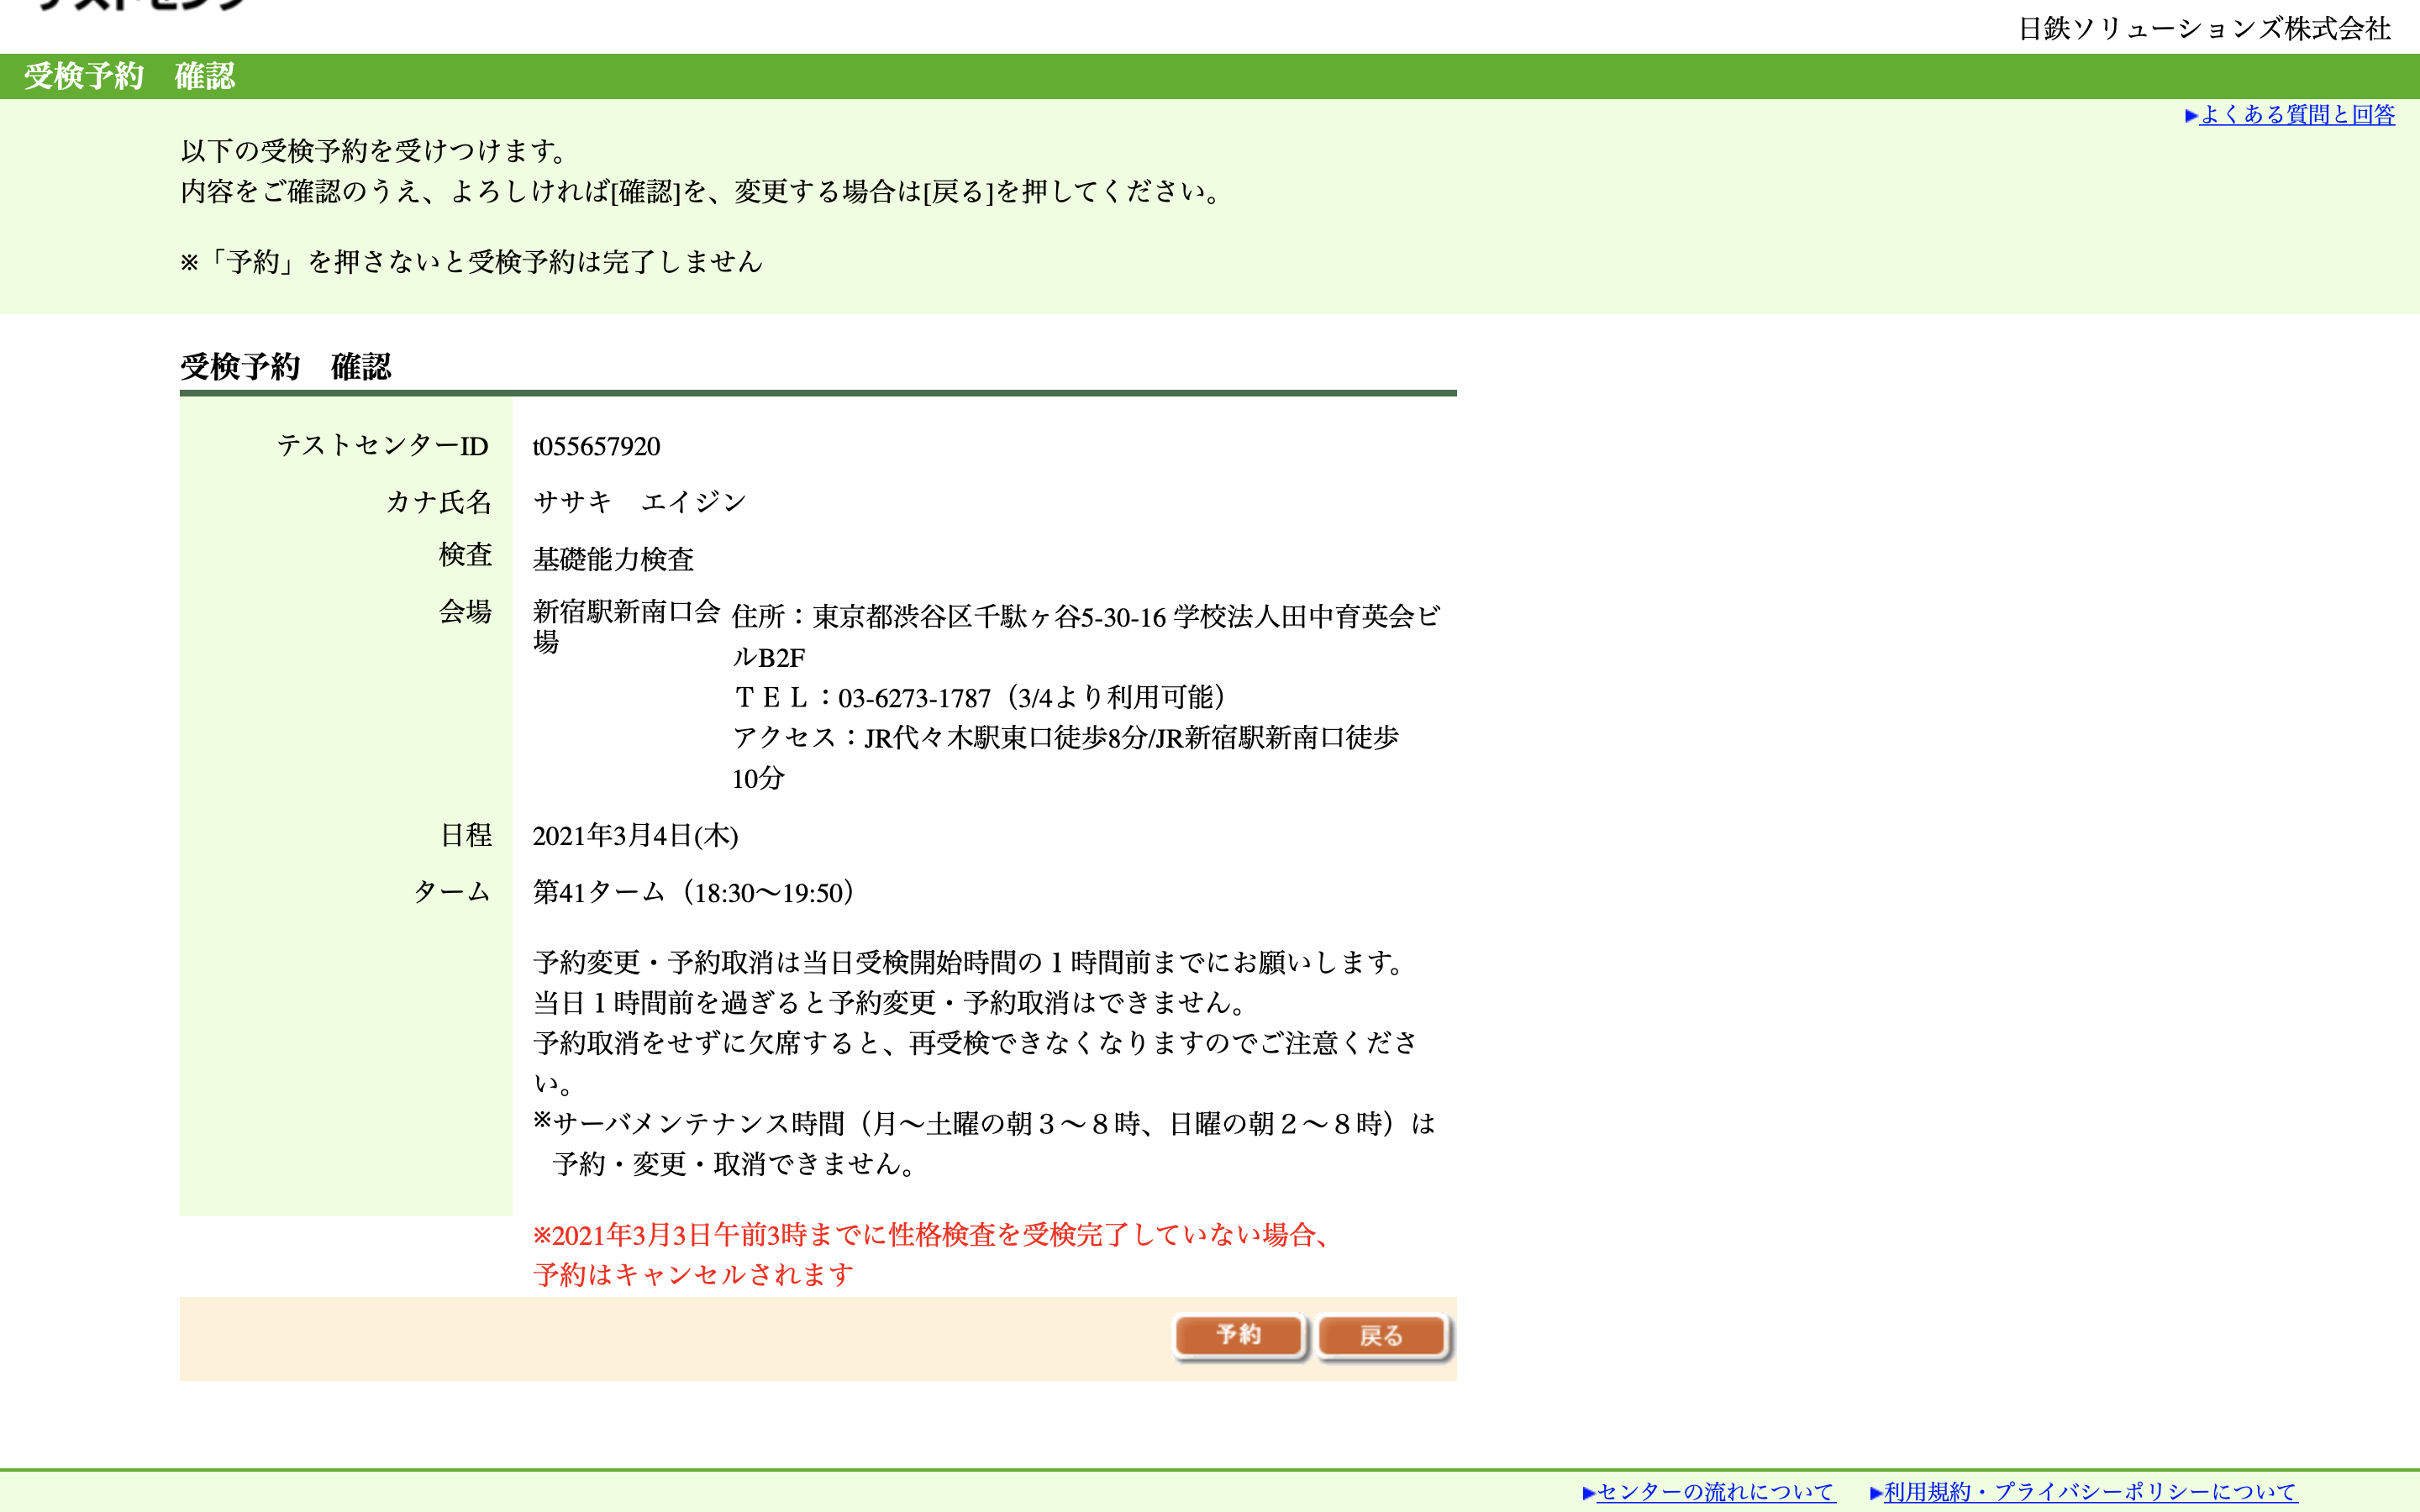 テストセンター
日鉄ソリューションズ株式会社
受検予約　確認
▶よくある質問と回答
以下の受検予約を受けつけます。
内容をご確認のうえ、よろしければ[確認]を、変更する場合は[戻る]を押してください。
※「予約」を押さないと受検予約は完了しません
受検予約　確認
テストセンターID　t055657920
カナ氏名　ササキ　エイジン
検査　基礎能力検査
会場　新宿駅新南口会
場
住所：東京都渋谷区千駄ヶ谷5-30-16 学校法人田中育英会ビ
ルB2F
ＴＥＬ：03-6273-1787（3/4より利用可能）
アクセス：JR代々木駅東口徒歩8分/JR新宿駅新南口徒歩
10分
日程　2021年3月4日(木)
ターム　第41ターム（18:30〜19:50）
予約変更・予約取消は当日受検開始時間の１時間前までにお願いします。
当日１時間前を過ぎると予約変更・予約取消はできません。
予約取消をせずに欠席すると、再受検できなくなりますのでご注意くださ
い。
※サーバメンテナンス時間（月〜土曜の朝３〜８時、日曜の朝２〜８時）は
予約・変更・取消できません。
※2021年3月3日午前3時までに性格検査を受検完了していない場合、
予約はキャンセルされます
予約　戻る
▶センターの流れについて　▶利用規約・プライバシーポリシーについて